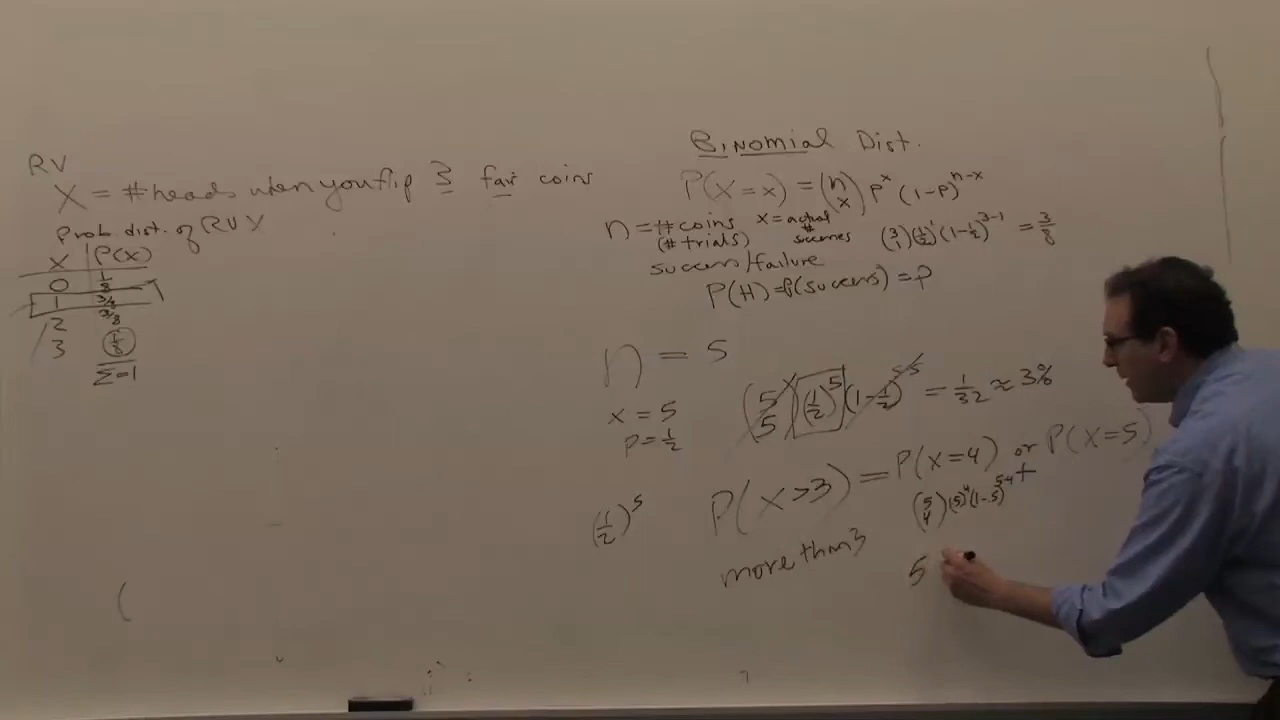 RV
X = # heads when you flip 3 fair coins
Prob. dist. of RV X
X | P(X)
0 | 1/8
1 | 3/8
2 | 3/8
3 | 1/8
Σ=1
(
Binomial Dist.
P(X = x) = (n x) p^x (1-p)^{n-x}
n = # coins x = actual # successes
(# trials)
(3 1)(1/2)^1(1-1/2)^{3-1} = 3/8
success/failure
P(H)=P(success)=p
n = 5
x = 5
p = 1/2
(5 5)(1/2)^5(1-1/2)^{5-5} = 1/32 ≈ 3%
(1/2)^5
P(X>3) = P(X=4) or P(X=5)
more than 3
(5 4)(.5)^4(1-.5)^{5-4} +
5